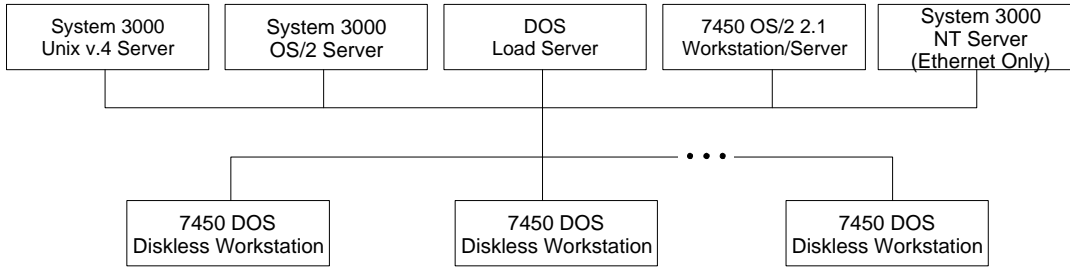 System 3000
Unix v.4 Server
System 3000
OS/2 Server
DOS
Load Server
7450 OS/2 2.1
Workstation/Server
System 3000
NT Server
(Ethernet Only)
7450 DOS
Diskless Workstation
7450 DOS
Diskless Workstation
7450 DOS
Diskless Workstation